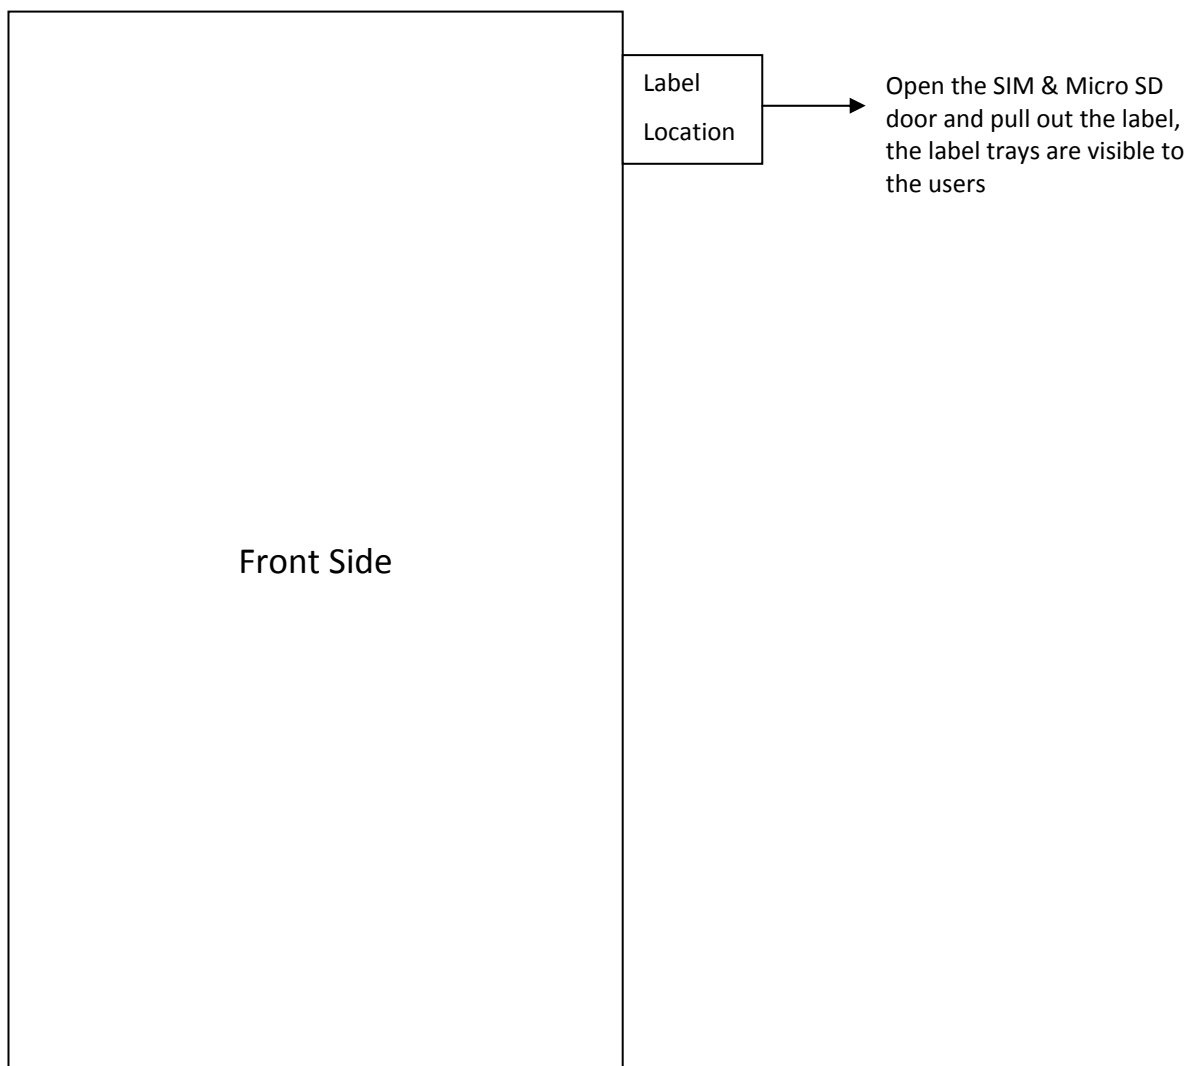 Label
Location
Open the SIM & Micro SD
door and pull out the label,
the label trays are visible to
the users
Front Side